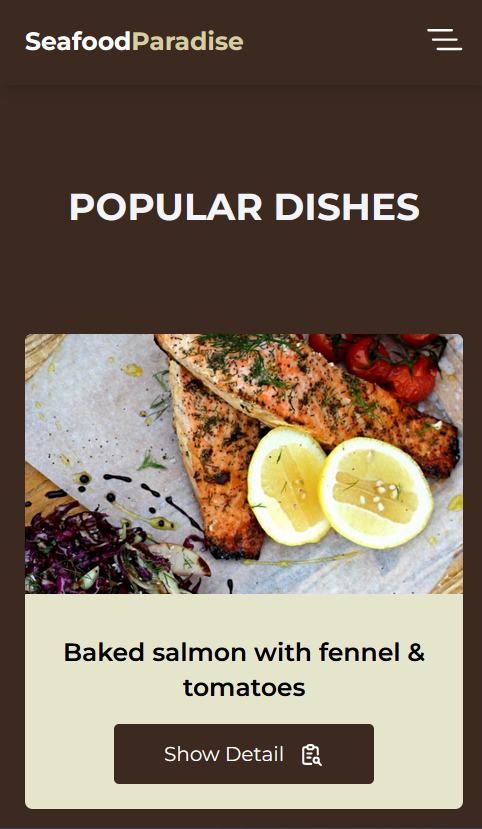 SeafoodParadise
POPULAR DISHES
Baked salmon with fennel &
tomatoes
Show Detail